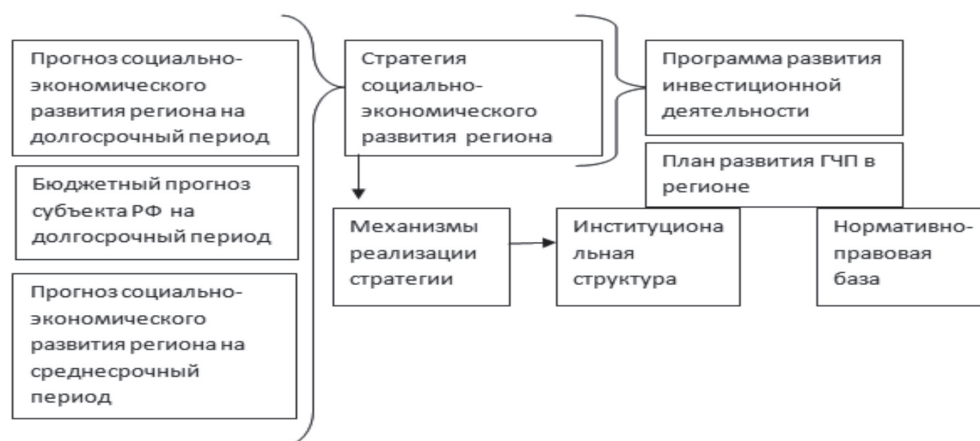 Прогноз социально-
экономического
развития региона на
долгосрочный период
Бюджетный прогноз
субъекта РФ на
долгосрочный период
Прогноз социально-
экономического
развития региона на
среднесрочный
период
Стратегия
социально-
экономического
развития региона
Механизмы
реализации
стратегии
Программа развития
инвестиционной
деятельности
План развития ГЧП в
регионе
Институциона
льная
структура
Нормативно-
правовая
база